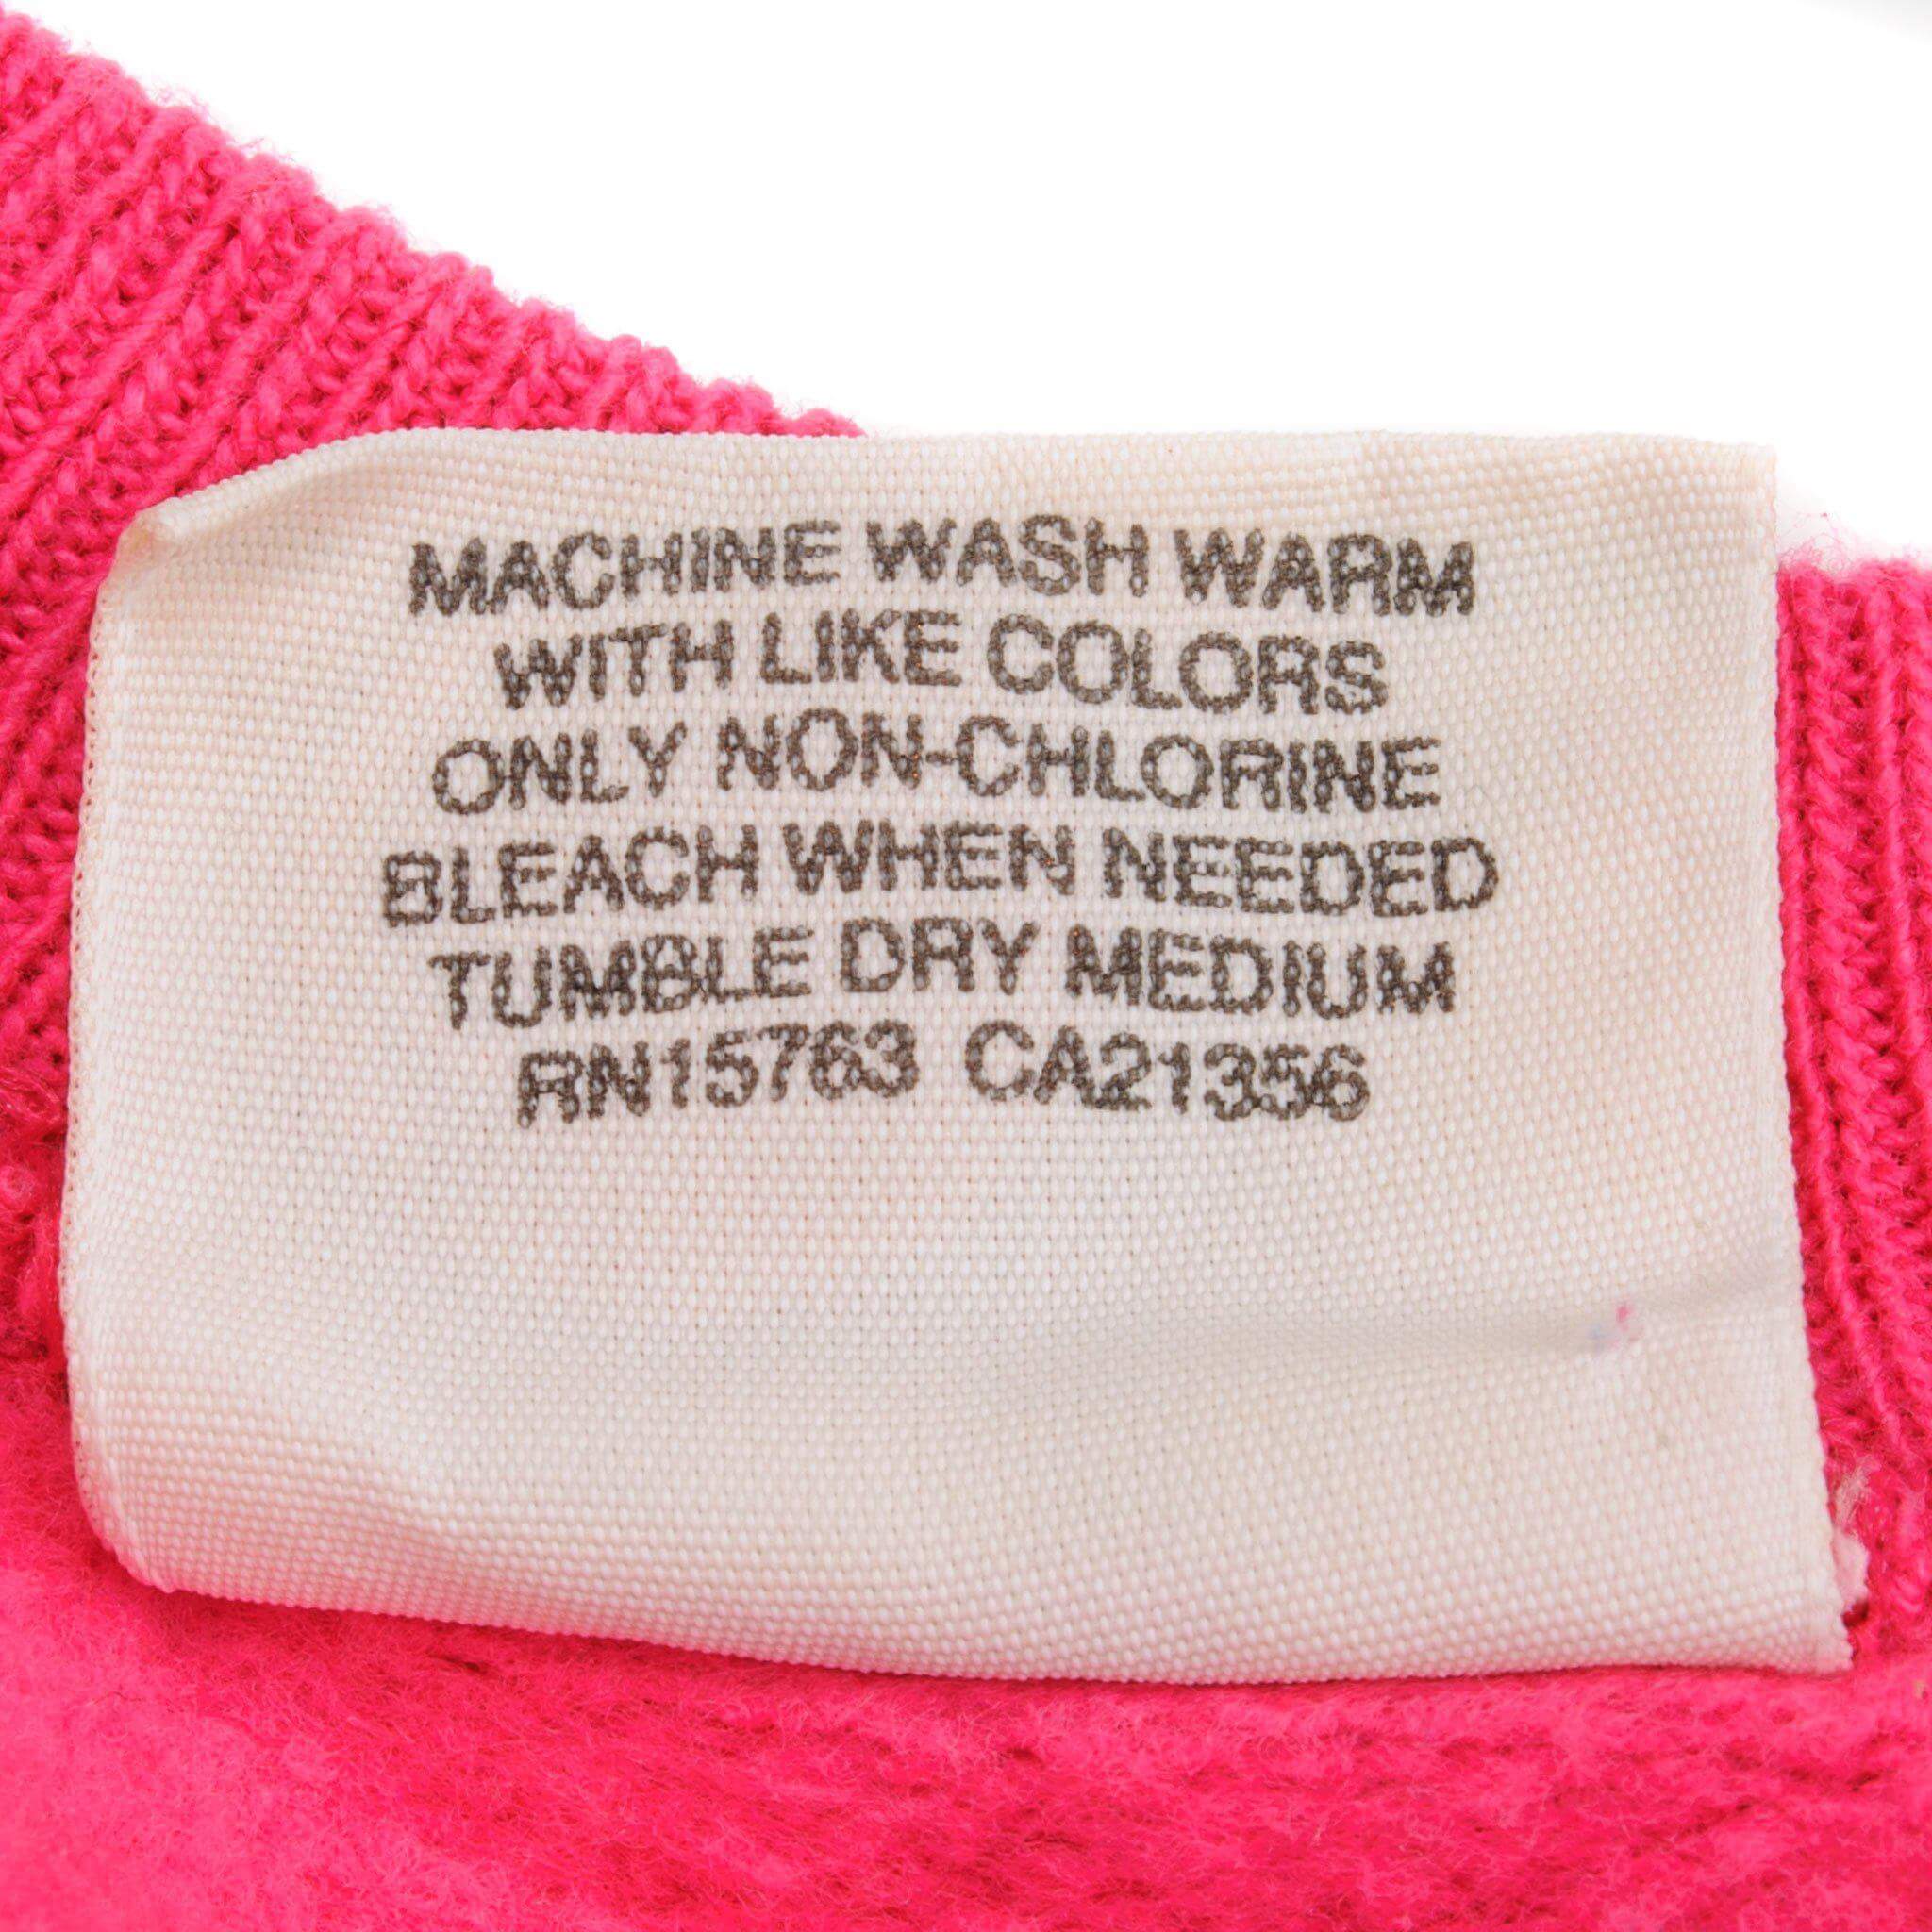 MACHINE WASH WARM
WITH LIKE COLORS
ONLY NON-CHLORINE
BLEACH WHEN NEEDED
TUMBLE DRY MEDIUM
RN15763 CA21356